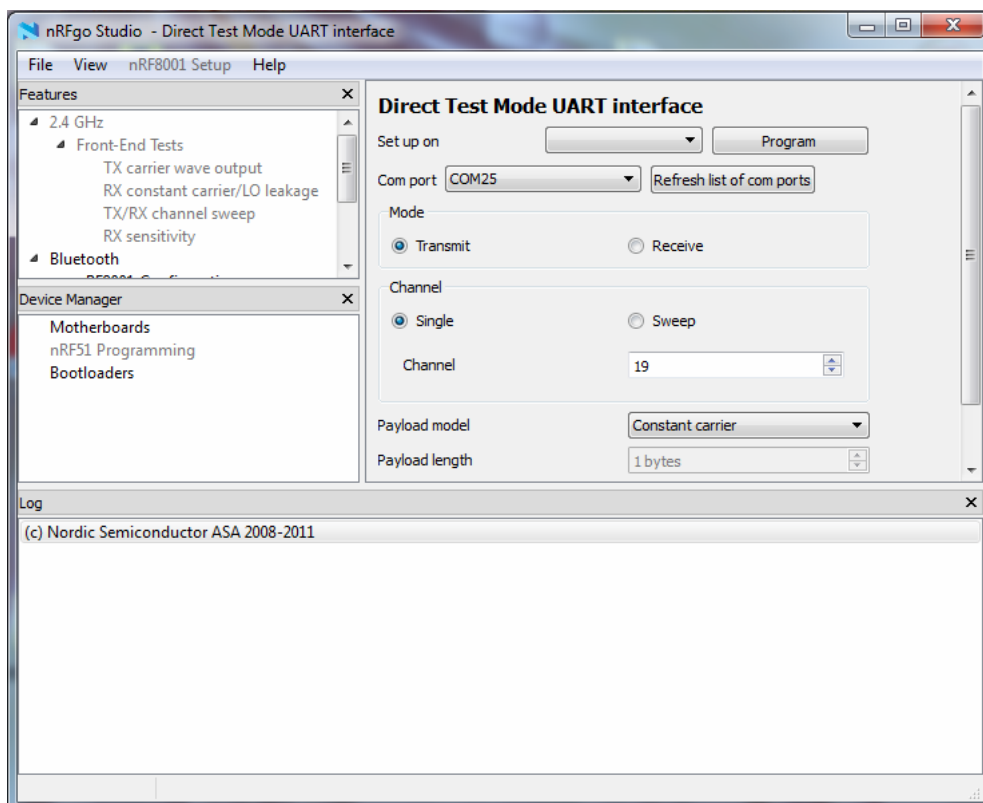 nRFgo Studio - Direct Test Mode UART interface
File View nRF8001 Setup Help
Features
2.4 GHz
Front-End Tests
TX carrier wave output
RX constant carrier/LO leakage
TX/RX channel sweep
RX sensitivity
Bluetooth
Device Manager
Motherboards
nRF51 Programming
Bootloaders
Direct Test Mode UART interface
Set up on Program
Com port COM25 Refresh list of com ports
Mode
Transmit Receive
Channel
Single Sweep
Channel 19
Payload model Constant carrier
Payload length 1 bytes
Log
(c) Nordic Semiconductor ASA 2008-2011